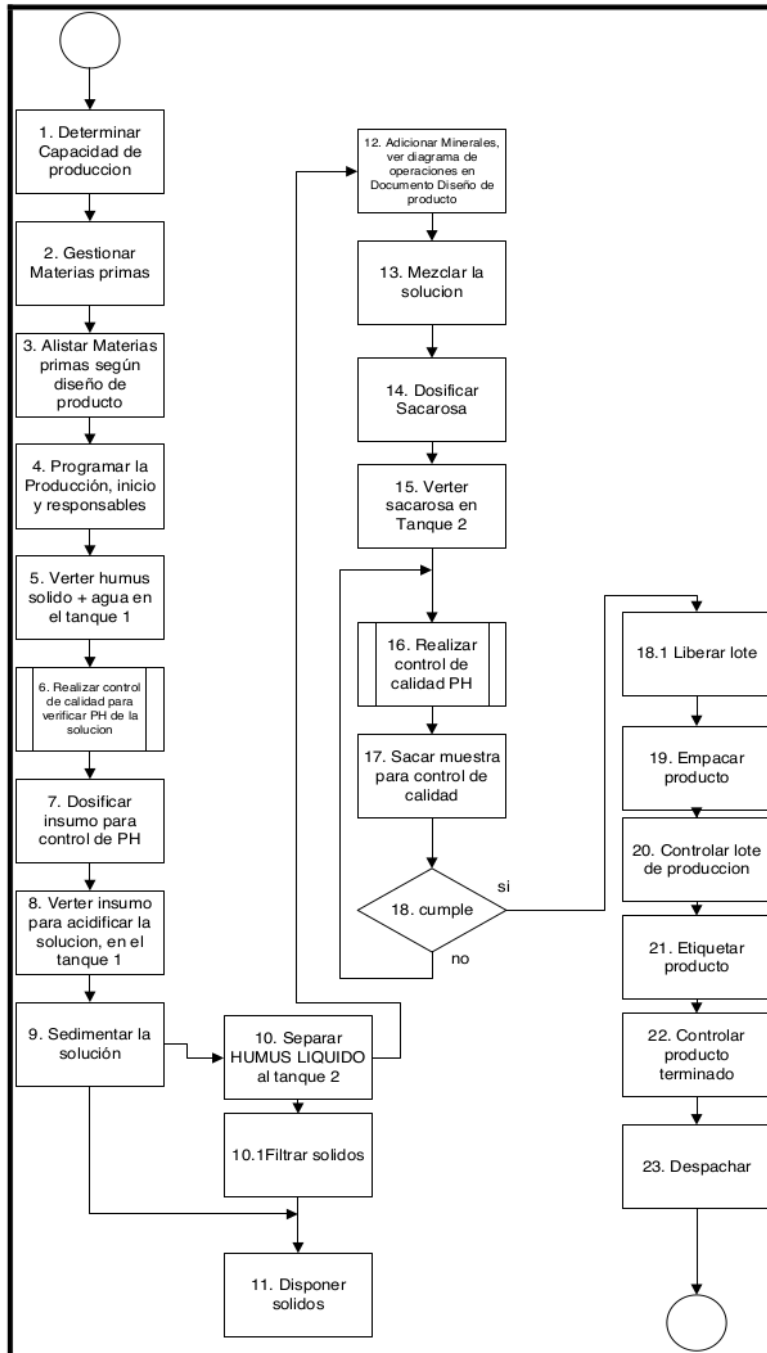 1. Determinar
Capacidad de
produccion
2. Gestionar
Materias primas
3. Alistar Materias
primas según
diseño de
producto
4. Programar la
Producción, inicio
y responsables
5. Verter humus
solido + agua en
el tanque 1
6. Realizar control
de calidad para
verificar PH de la
solucion
7. Dosificar
insumo para
control de PH
8. Verter insumo
para acidificar la
solucion, en el
tanque 1
9. Sedimentar la
solución
10. Separar
HUMUS LIQUIDO
al tanque 2
10.1Filtrar solidos
11. Disponer
solidos
12. Adicionar Minerales,
ver diagrama de
operaciones en
Documento Diseño de
producto
13. Mezclar la
solucion
14. Dosificar
Sacarosa
15. Verter
sacarosa en
Tanque 2
16. Realizar
control de
calidad PH
17. Sacar muestra
para control de
calidad
18. cumple
si
no
18.1 Liberar lote
19. Empacar
producto
20. Controlar lote
de produccion
21. Etiquetar
producto
22. Controlar
producto
terminado
23. Despachar